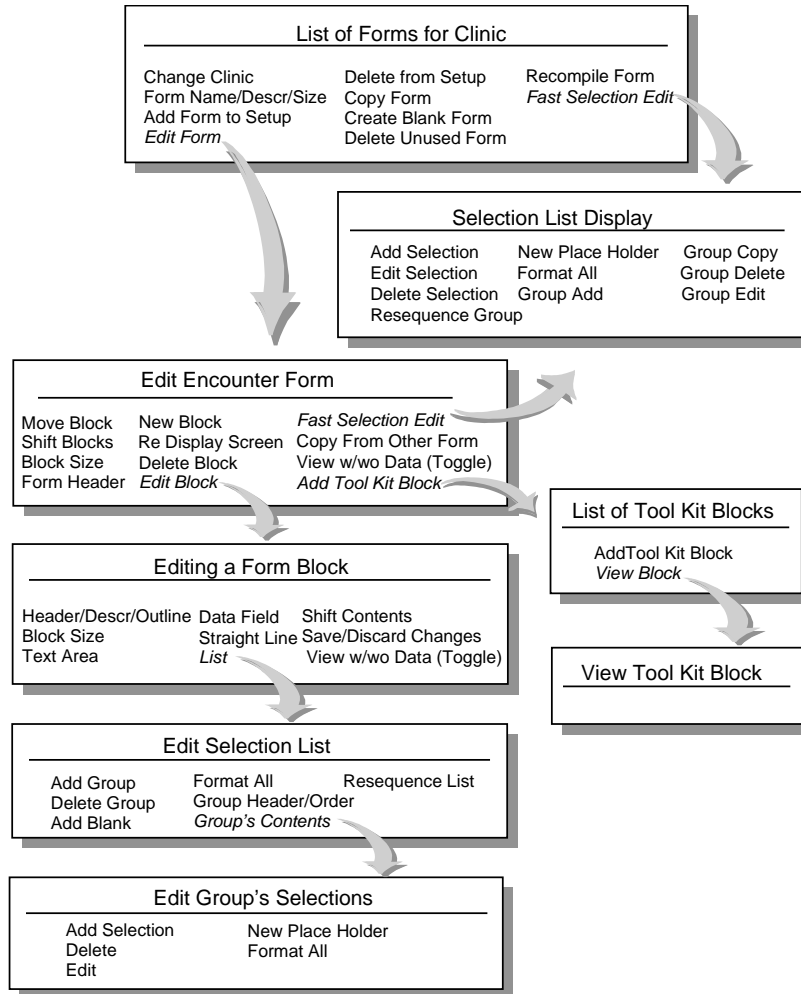 List of Forms for Clinic
Change Clinic Delete from Setup Recompile Form
Form Name/Descr/Size Copy Form Fast Selection Edit
Add Form to Setup Create Blank Form
Edit Form Delete Unused Form
Selection List Display
Add Selection New Place Holder Group Copy
Edit Selection Format All Group Delete
Delete Selection Group Add Group Edit
Resequence Group
Edit Encounter Form
Move Block New Block Fast Selection Edit
Shift Blocks Re Display Screen Copy From Other Form
Block Size Delete Block View w/wo Data (Toggle)
Form Header Edit Block Add Tool Kit Block
List of Tool Kit Blocks
AddTool Kit Block
View Block
Editing a Form Block
Header/Descr/Outline Data Field Shift Contents
Block Size Straight Line Save/Discard Changes
Text Area List View w/wo Data (Toggle)
View Tool Kit Block
Edit Selection List
Add Group Format All Resequence List
Delete Group Group Header/Order
Add Blank Group's Contents
Edit Group's Selections
Add Selection New Place Holder
Delete Format All
Edit